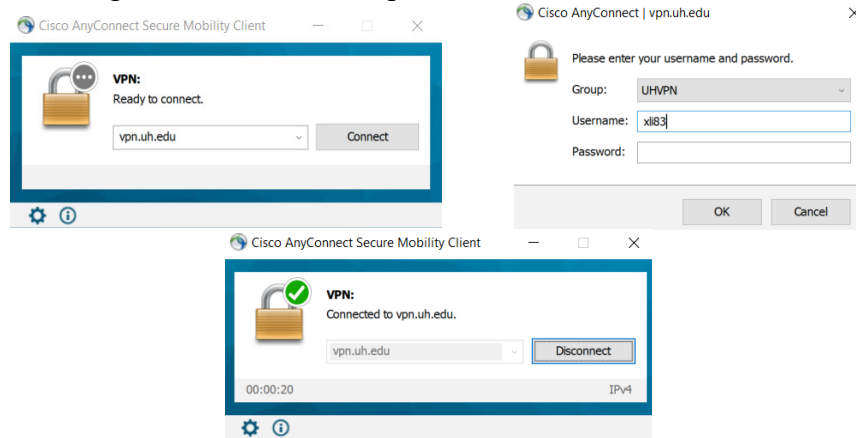 Cisco AnyConnect Secure Mobility Client
VPN:
Ready to connect.
vpn.uh.edu
Connect
Cisco AnyConnect | vpn.uh.edu
Please enter your username and password.
Group: UHVPN
Username: xli83
Password:
OK Cancel
Cisco AnyConnect Secure Mobility Client
VPN:
Connected to vpn.uh.edu.
vpn.uh.edu
Disconnect
00:00:20 IPv4